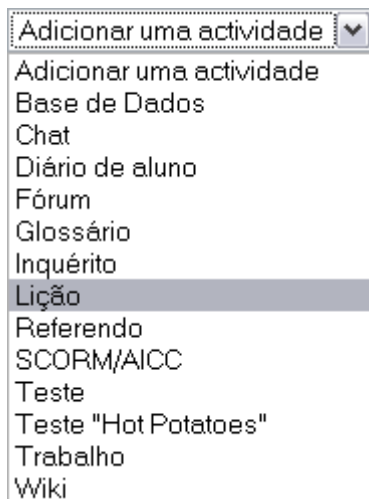 Adicionar uma actividade
Adicionar uma actividade
Base de Dados
Chat
Diário de aluno
Fórum
Glossário
Inquérito
Lição
Referendo
SCORM/AICC
Teste
Teste "Hot Potatoes"
Trabalho
Wiki